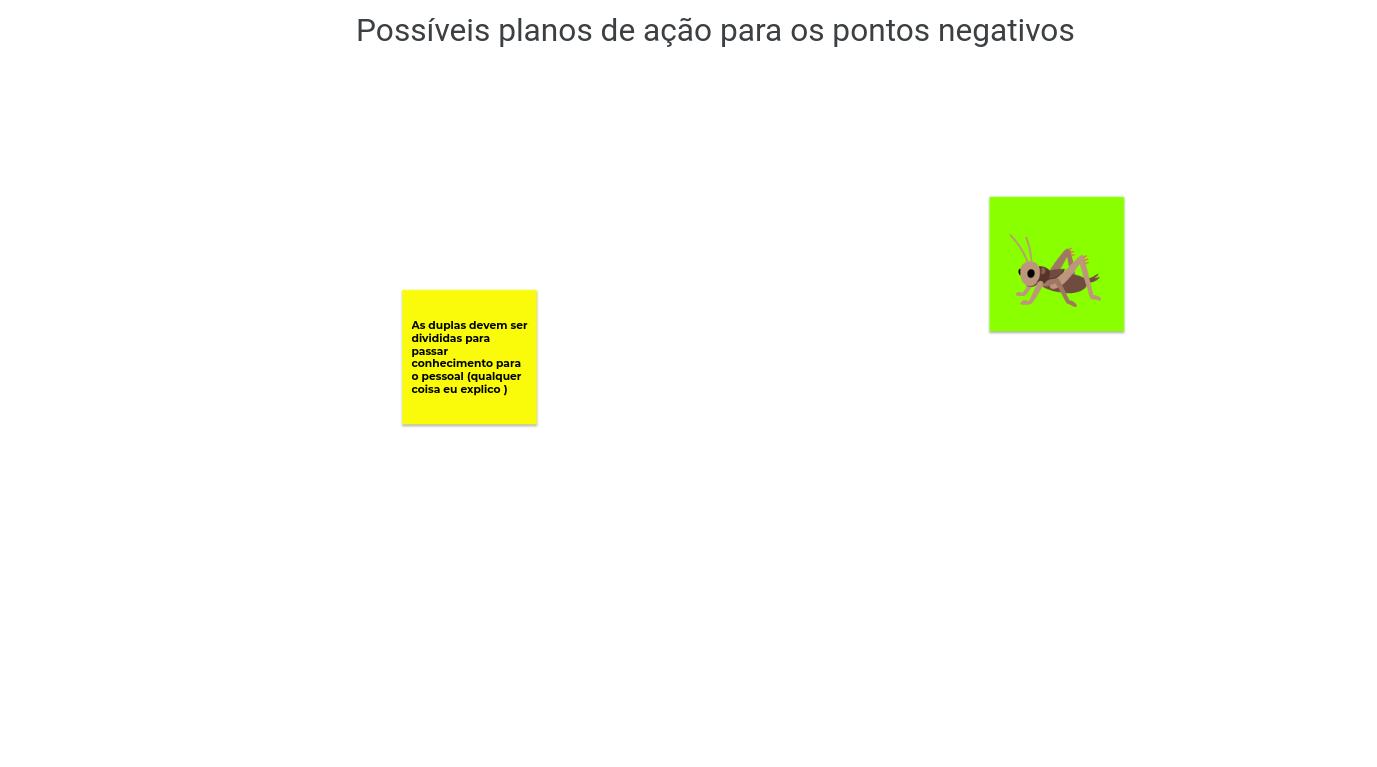 Possíveis planos de ação para os pontos negativos
As duplas devem ser
divididas para
passar
conhecimento para
o pessoal (qualquer
coisa eu explico )